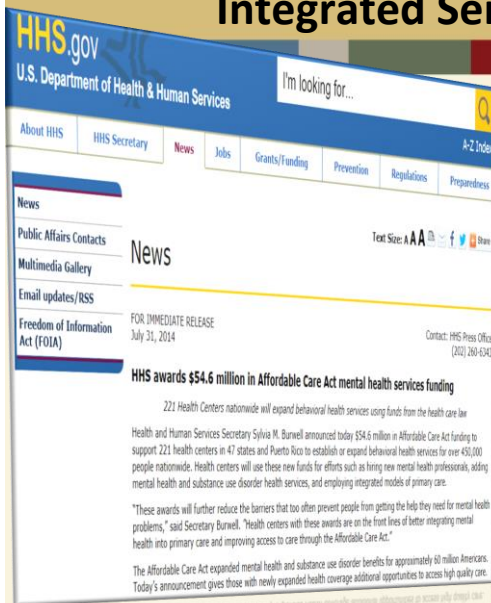 Integrated Ser
HHS.gov
U.S. Department of Health & Human Services
I'm looking for...
A-Z Index
About HHS
HHS Secretary
News
Jobs
Grants/Funding
Prevention
Regulations
Preparedness
News
Public Affairs Contacts
Multimedia Gallery
Email updates/RSS
Freedom of Information
Act (FOIA)
Text Size: A A A
Share
News
FOR IMMEDIATE RELEASE
July 31, 2014
Contact: HHS Press Office
(202) 260-6343
HHS awards $54.6 million in Affordable Care Act mental health services funding
221 Health Centers nationwide will expand behavioral health services using funds from the health care law
Health and Human Services Secretary Sylvia M. Burwell announced today $54.6 million in Affordable Care Act funding to
support 221 health centers in 47 states and Puerto Rico to establish or expand behavioral health services for over 450,000
people nationwide. Health centers will use these new funds for efforts such as hiring new mental health professionals, adding
mental health and substance use disorder health services, and employing integrated models of primary care.
"These awards will further reduce the barriers that too often prevent people from getting the help they need for mental health
problems," said Secretary Burwell. "Health centers with these awards are on the front lines of better integrating mental
health into primary care and improving access to care through the Affordable Care Act."
The Affordable Care Act expanded mental health and substance use disorder benefits for approximately 60 million Americans.
Today's announcement gives those with newly expanded health coverage additional opportunities to access high quality care.